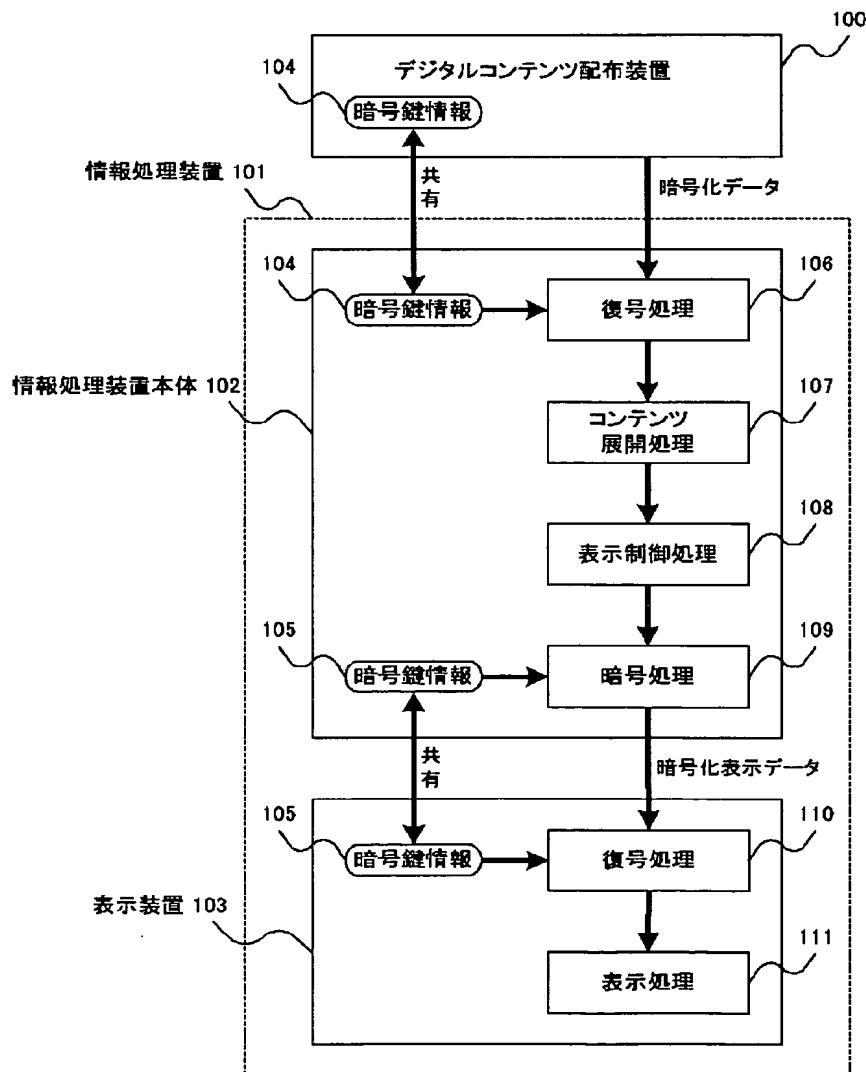 100
デジタルコンテンツ配布装置
104
暗号鍵情報
情報処理装置 101
共有
暗号化データ
104
暗号鍵情報
復号処理
106
情報処理装置本体 102
コンテンツ
展開処理
107
表示制御処理
108
105
暗号鍵情報
暗号処理
109
共有
暗号化表示データ
105
暗号鍵情報
復号処理
110
表示装置 103
表示処理
111